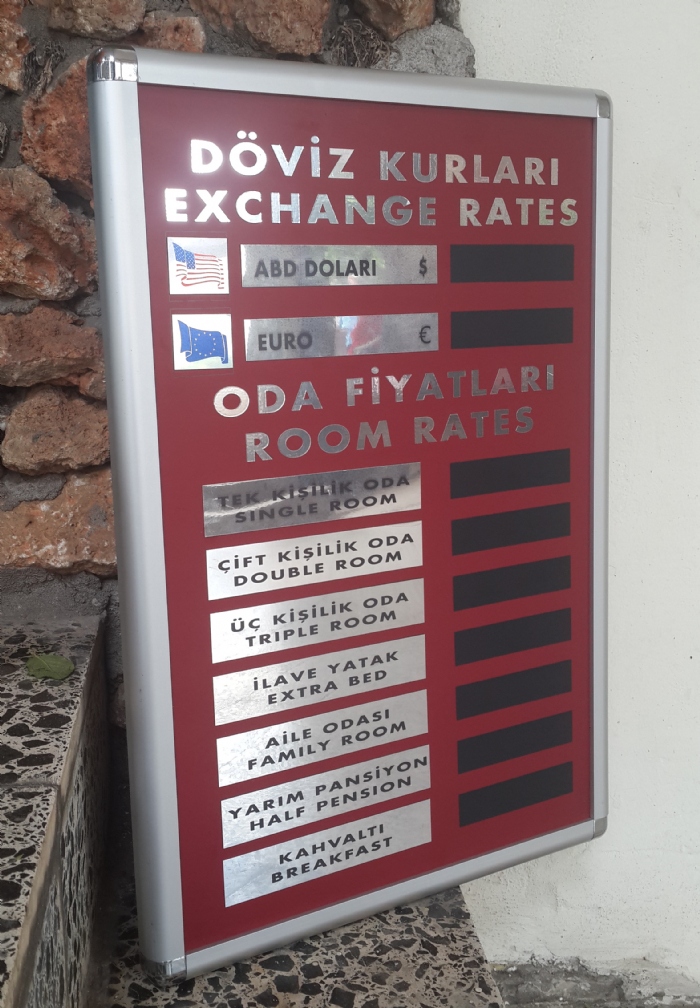 DÖVİZ KURLARI
EXCHANGE RATES
ABD DOLARI $
EURO €
ODA FİYATLARI
ROOM RATES
TEK KİŞİLİK ODA
SINGLE ROOM
ÇİFT KİŞİLİK ODA
DOUBLE ROOM
ÜÇ KİŞİLİK ODA
TRIPLE ROOM
İLAVE YATAK
EXTRA BED
AİLE ODASI
FAMILY ROOM
YARIM PANSİYON
HALF PENSION
KAHVALTI
BREAKFAST